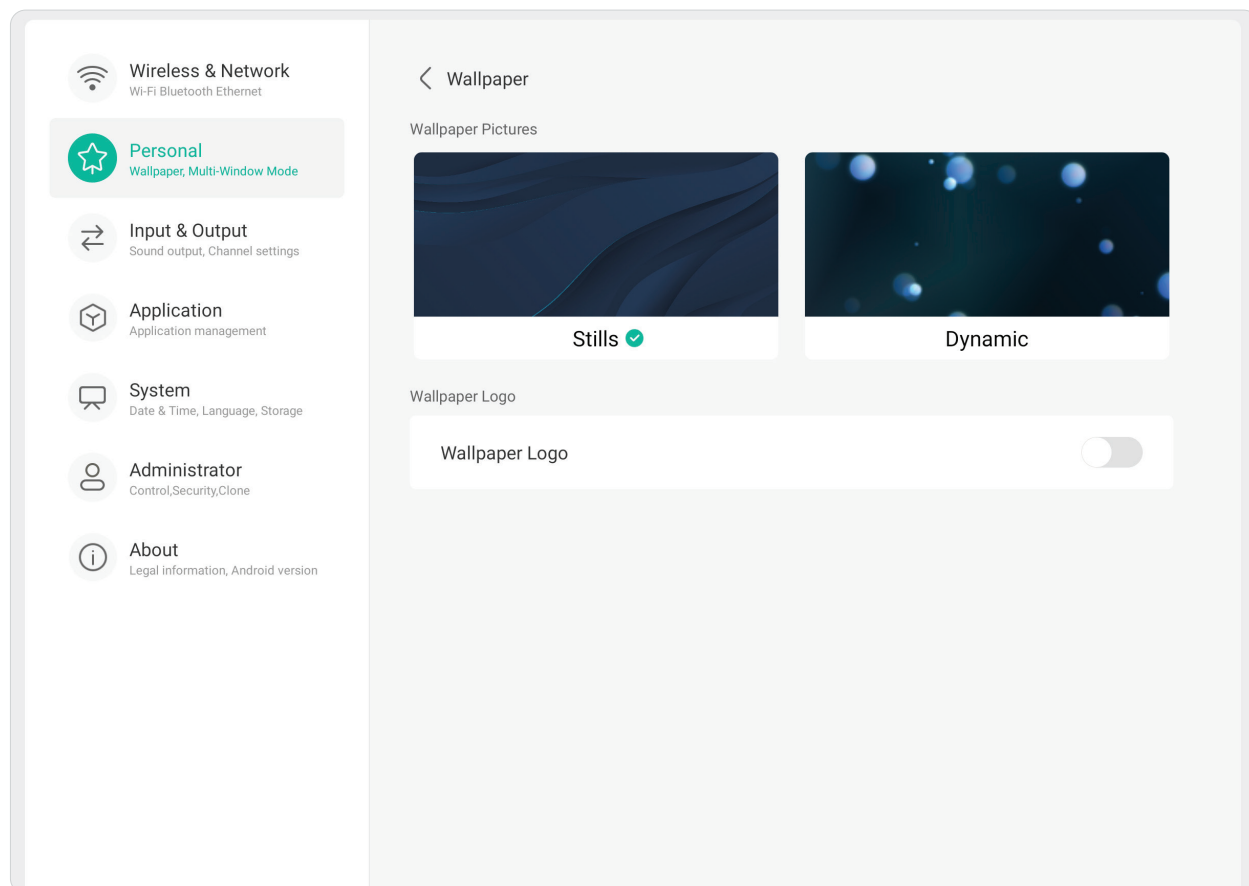 Wireless & Network
Wi-Fi Bluetooth Ethernet
Personal
Wallpaper, Multi-Window Mode
Input & Output
Sound output, Channel settings
Application
Application management
System
Date & Time, Language, Storage
Administrator
Control,Security,Clone
About
Legal information, Android version
Wallpaper
Wallpaper Pictures
Stills
Dynamic
Wallpaper Logo
Wallpaper Logo